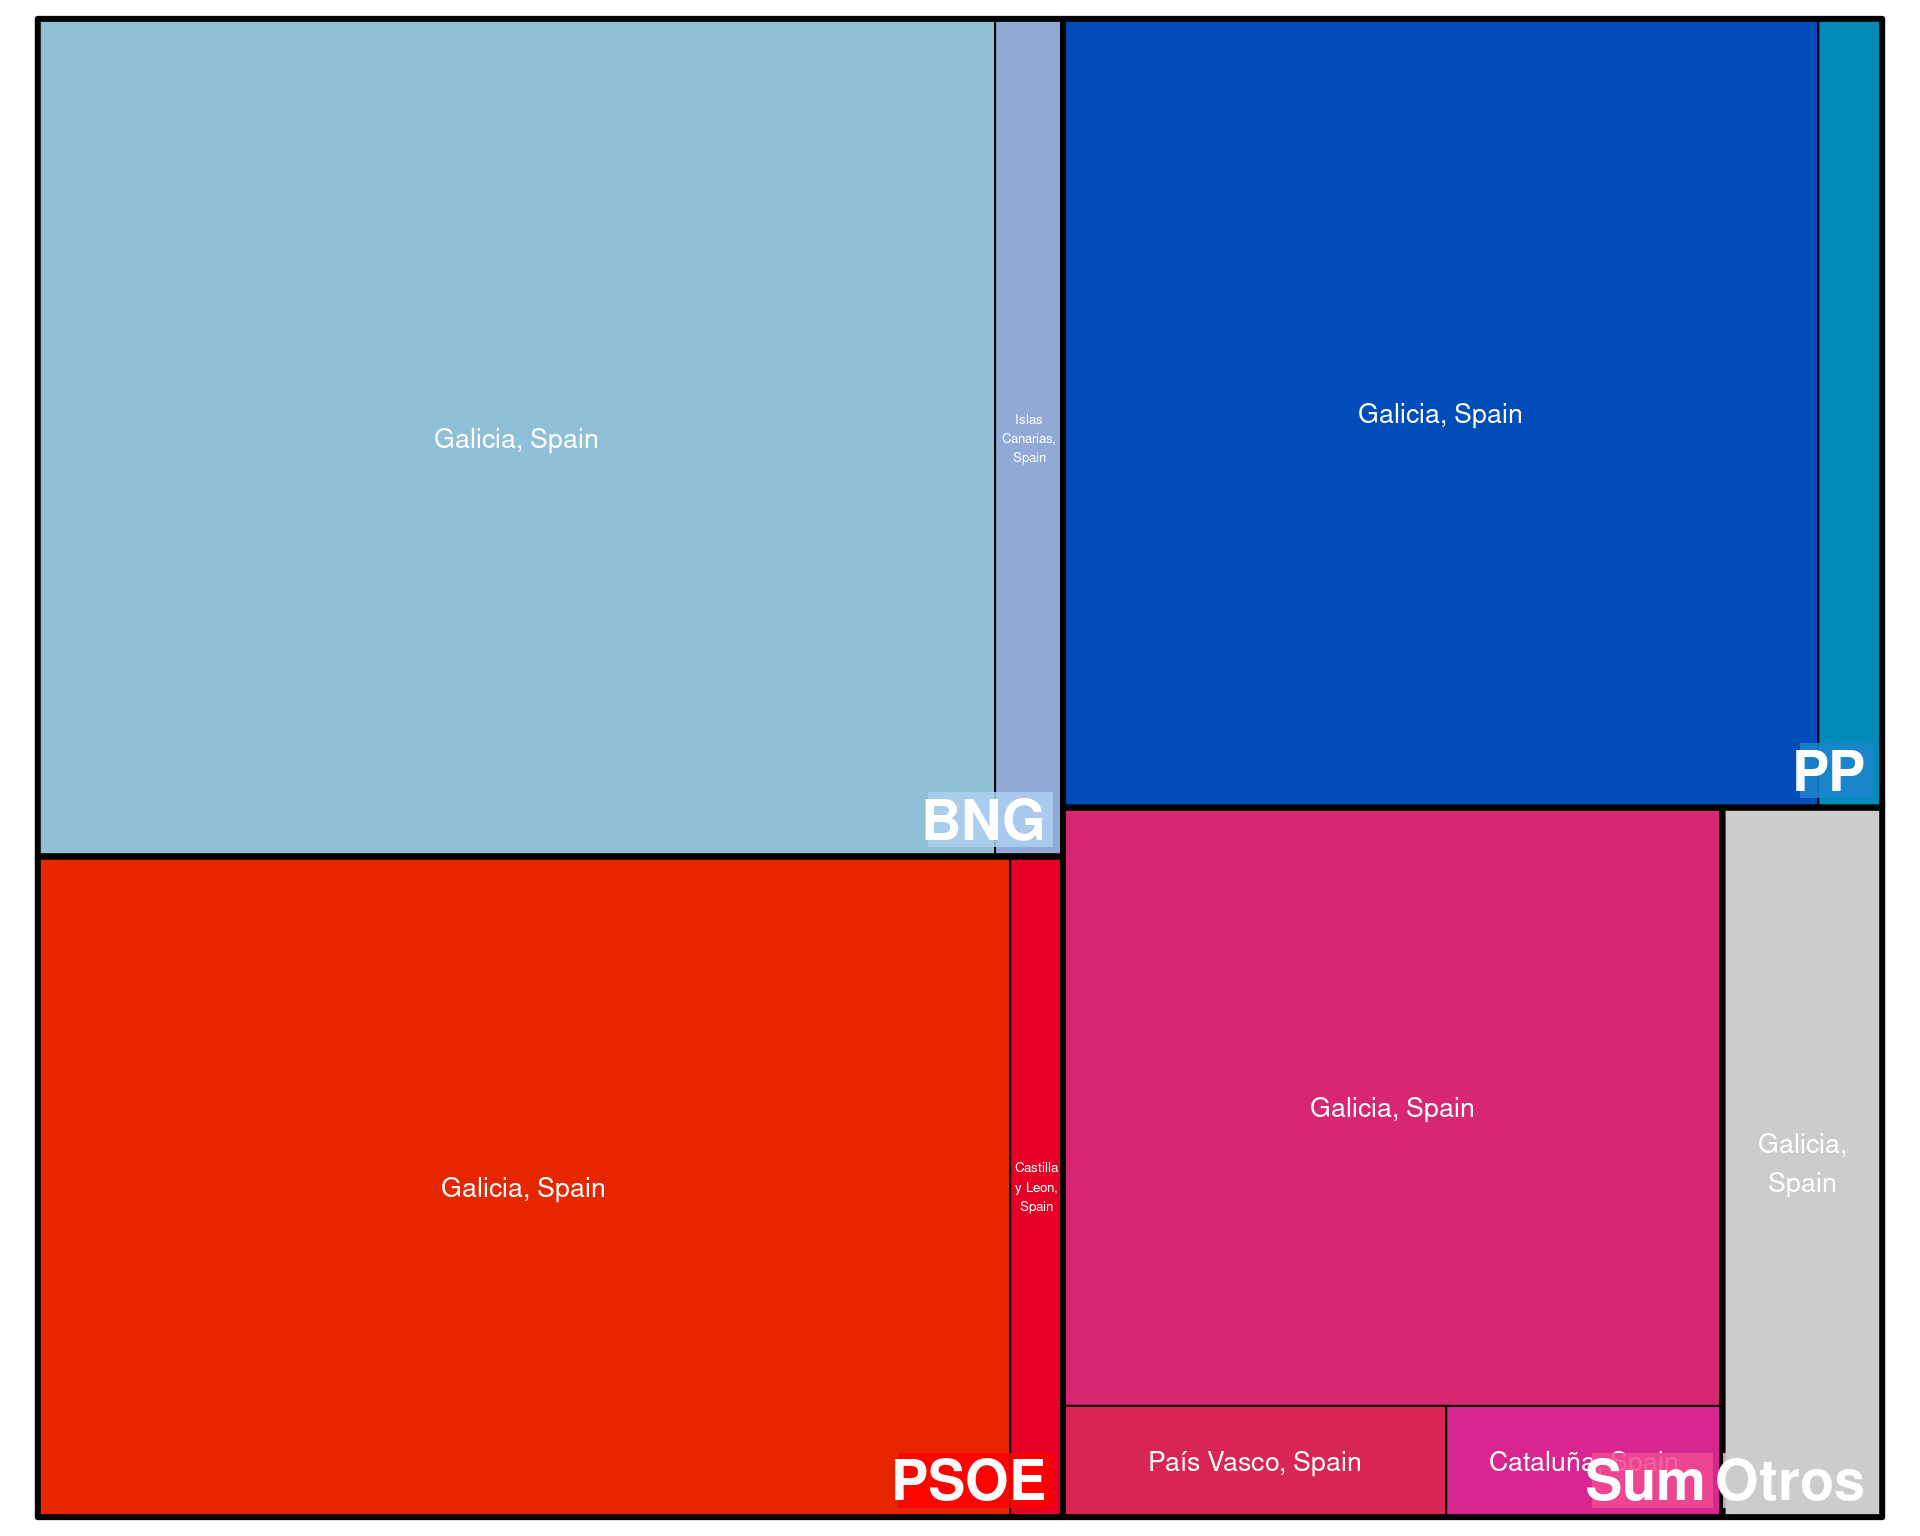 Galicia, Spain
Islas
Canarias,
Spain
BNG
Galicia, Spain
PP
Galicia, Spain
Castilla
y Leon,
Spain
PSOE
Galicia, Spain
País Vasco, Spain
Cataluña, Spain
Sum
Galicia,
Spain
Otros